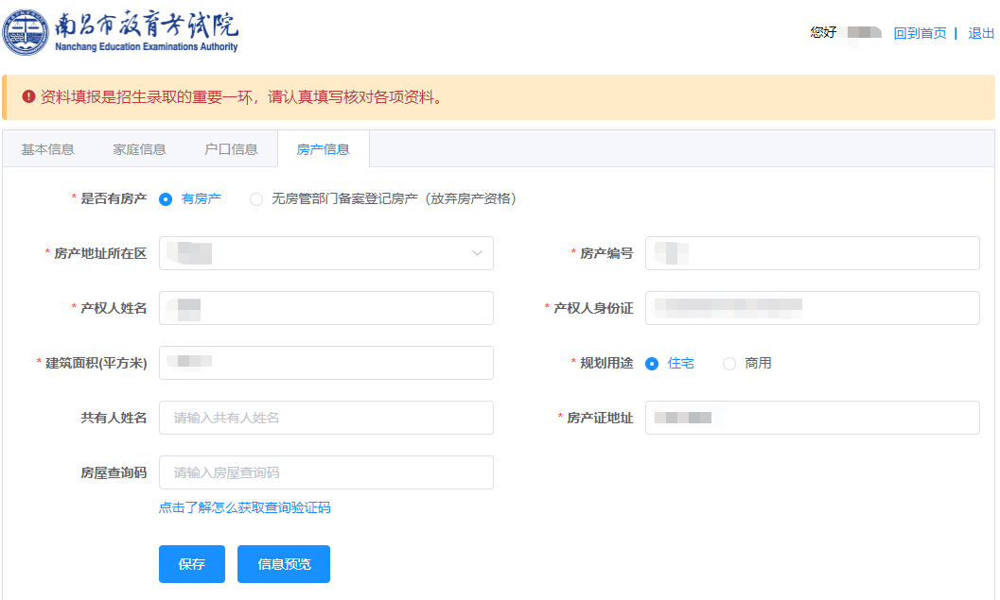 南昌市教育考试院
Nanchang Education Examinations Authority
您好 回到首页 | 退出
资料填报是招生录取的重要一环，请认真填写核对各项资料。
基本信息 家庭信息 户口信息 房产信息
* 是否有房产 有房产 无房管部门备案登记房产（放弃房产资格）
* 房产地址所在区 * 房产编号
* 产权人姓名 * 产权人身份证
* 建筑面积(平方米) * 规划用途 住宅 商用
共有人姓名 请输入共有人姓名 * 房产证地址
房屋查询码 请输入房屋查询码
点击了解怎么获取查询验证码
保存 信息预览